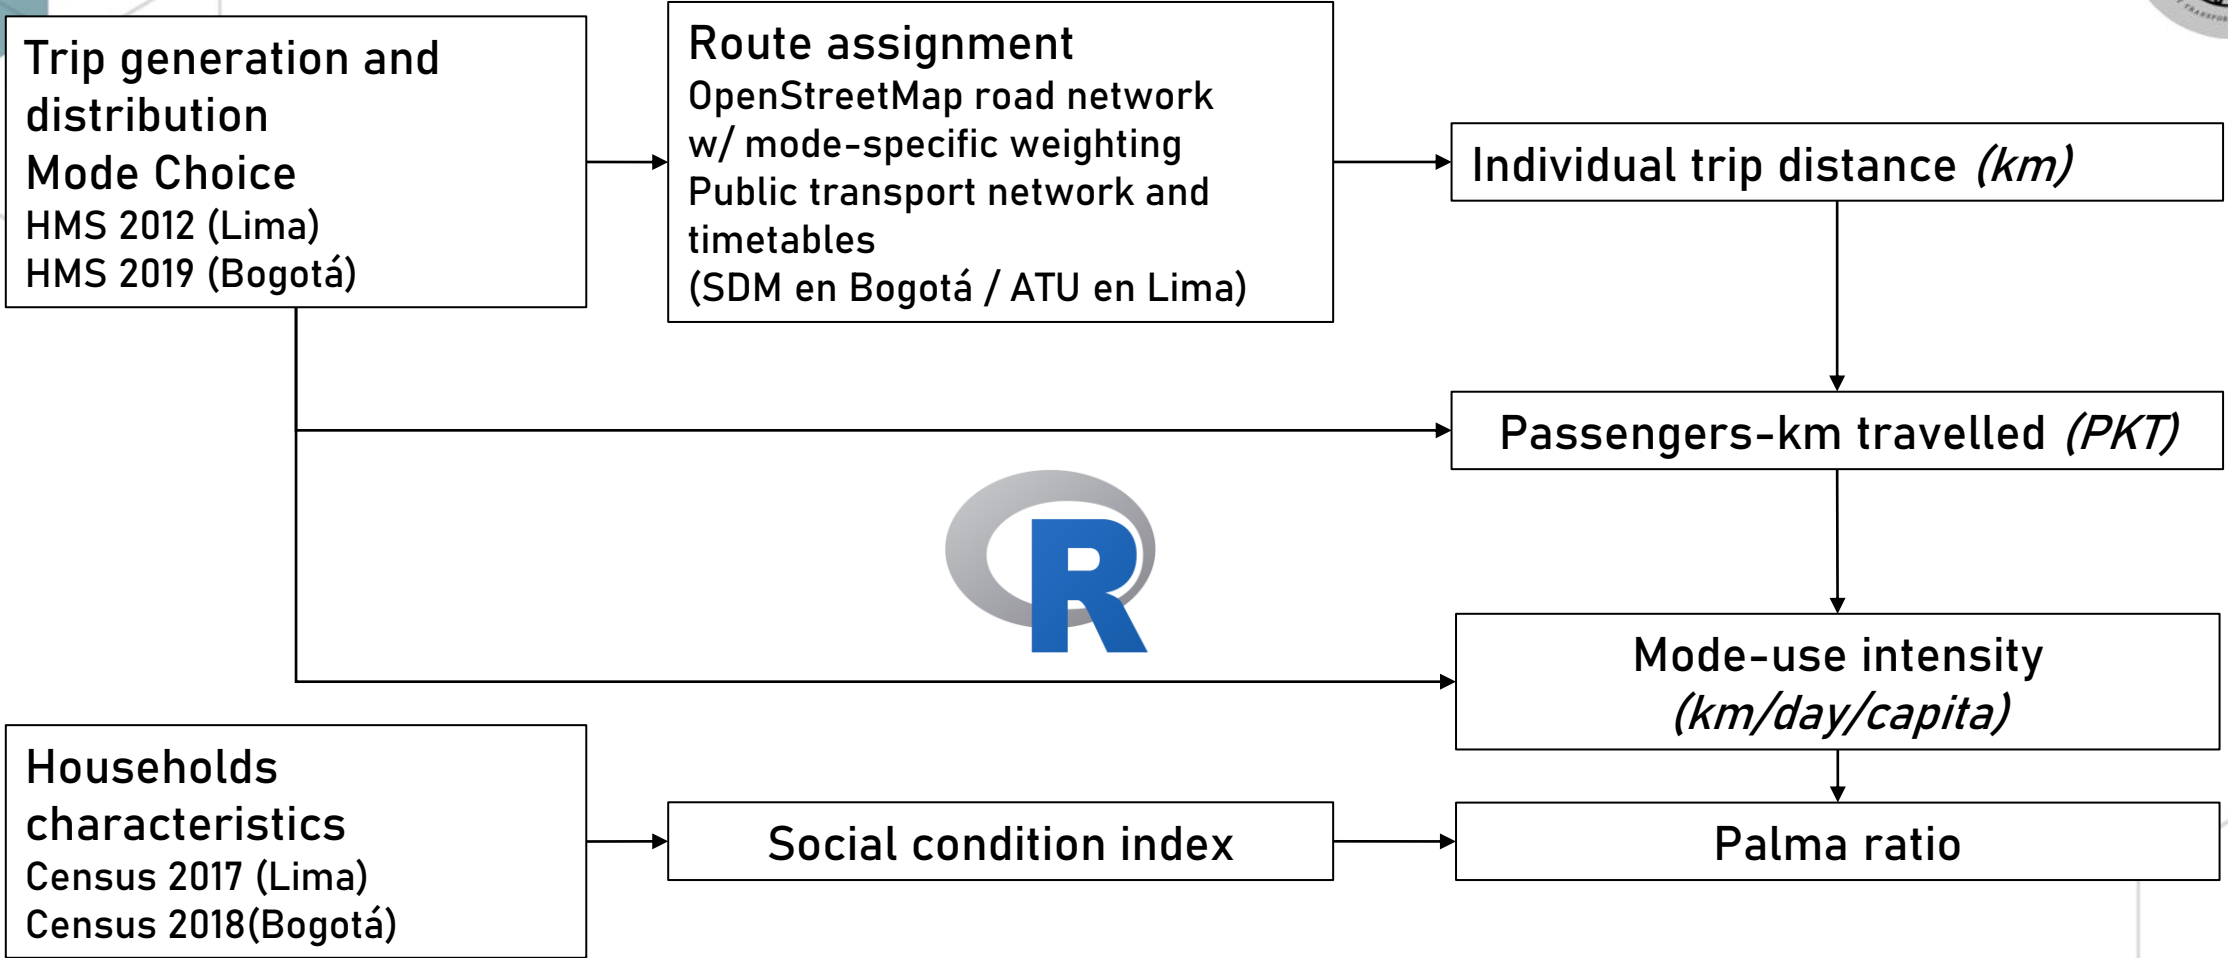 Trip generation and
distribution
Mode Choice
HMS 2012 (Lima)
HMS 2019 (Bogotá)
Route assignment
OpenStreetMap road network
w/ mode-specific weighting
Public transport network and
timetables
(SDM en Bogotá / ATU en Lima)
Individual trip distance (km)
Passengers-km travelled (PKT)
R
Mode-use intensity
(km/day/capita)
Households
characteristics
Census 2017 (Lima)
Census 2018(Bogotá)
Social condition index
Palma ratio